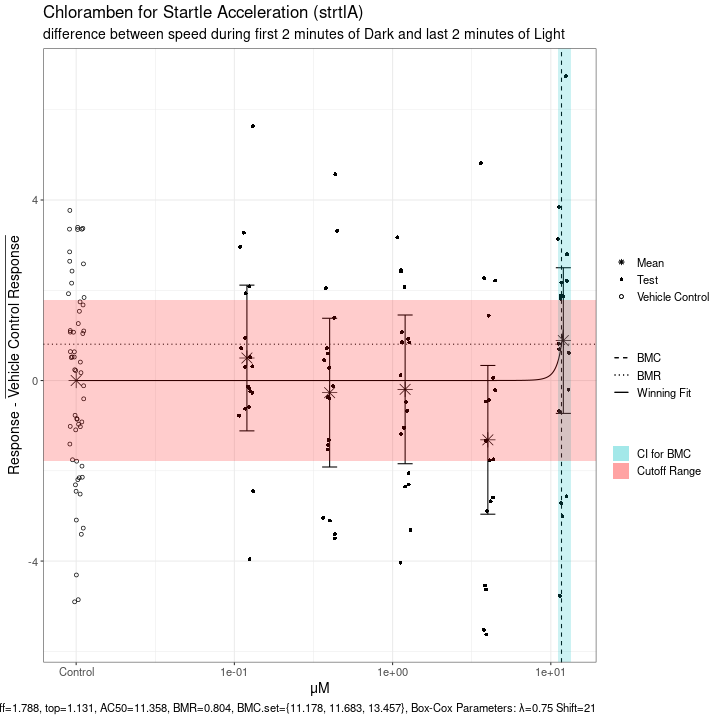 Chloramben for Startle Acceleration (strtlA)
difference between speed during first 2 minutes of Dark and last 2 minutes of Light
Response - Vehicle Control Response
4
0
-4
Control
1e-01
1e+00
1e+01
μM
Mean
Test
Vehicle Control
BMC
BMR
Winning Fit
CI for BMC
Cutoff Range
ff=1.788, top=1.131, AC50=11.358, BMR=0.804, BMC.set={11.178, 11.683, 13.457}, Box-Cox Parameters: λ=0.75 Shift=21